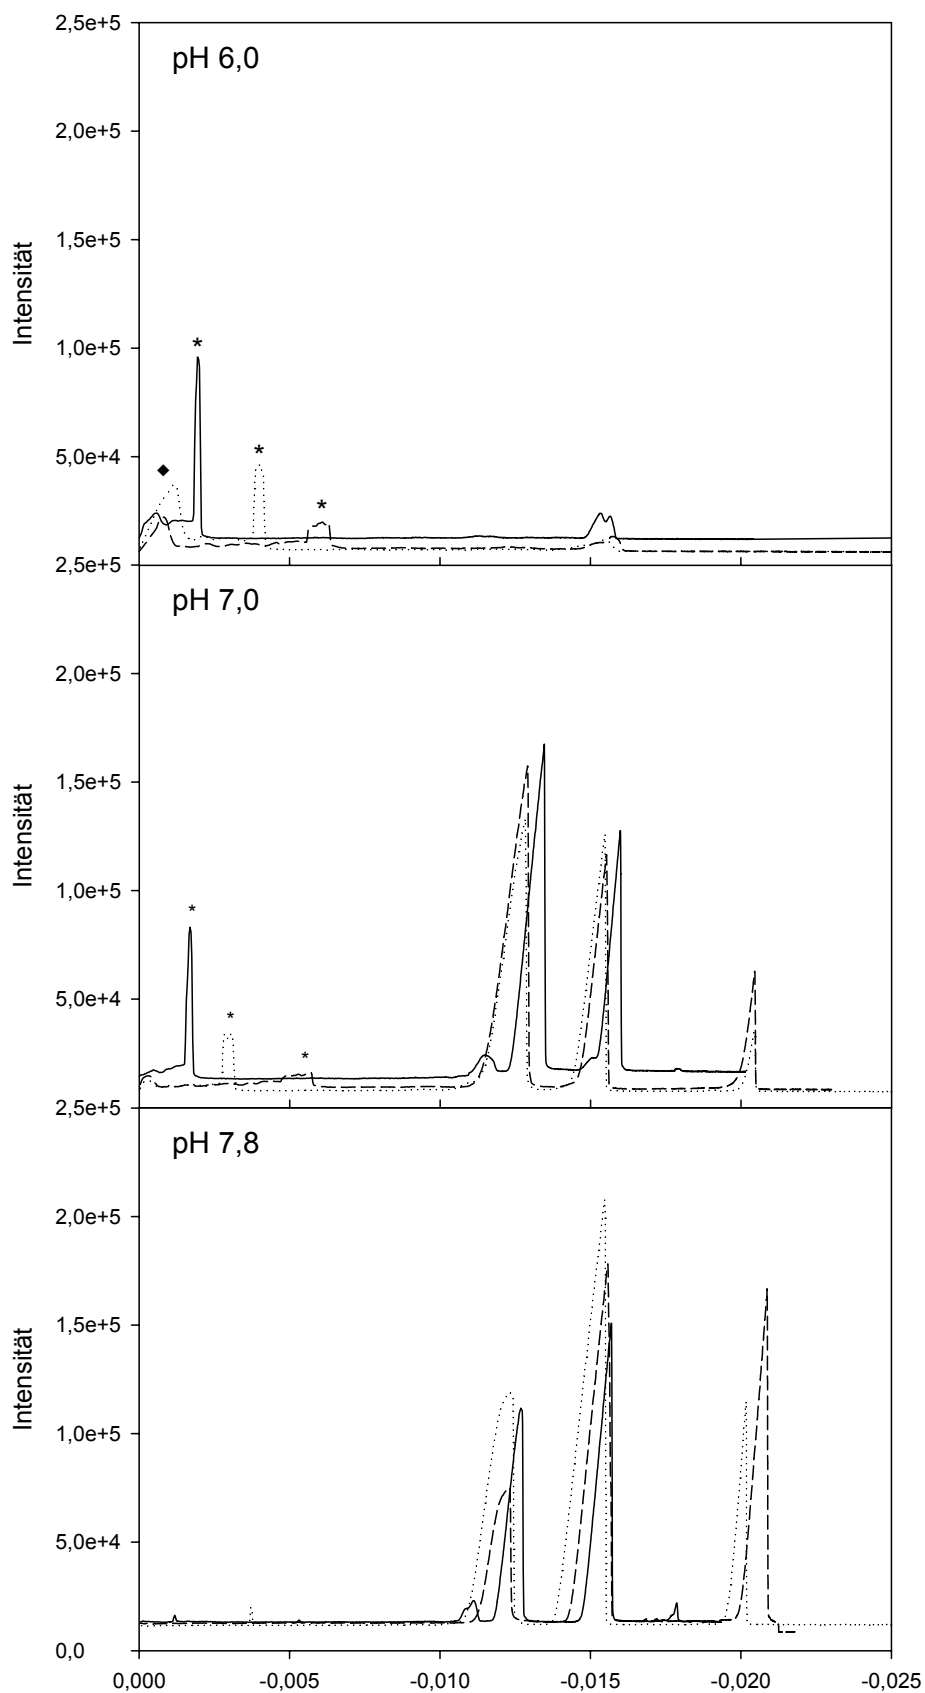 2,5e+5
pH 6,0
2,0e+5
1,5e+5
Intensität
1,0e+5
*
*
5,0e+4
*
2,5e+5
pH 7,0
2,0e+5
1,5e+5
Intensität
1,0e+5
*
5,0e+4
*
*
2,5e+5
pH 7,8
2,0e+5
1,5e+5
Intensität
1,0e+5
5,0e+4
0,0
0,000 -0,005 -0,010 -0,015 -0,020 -0,025